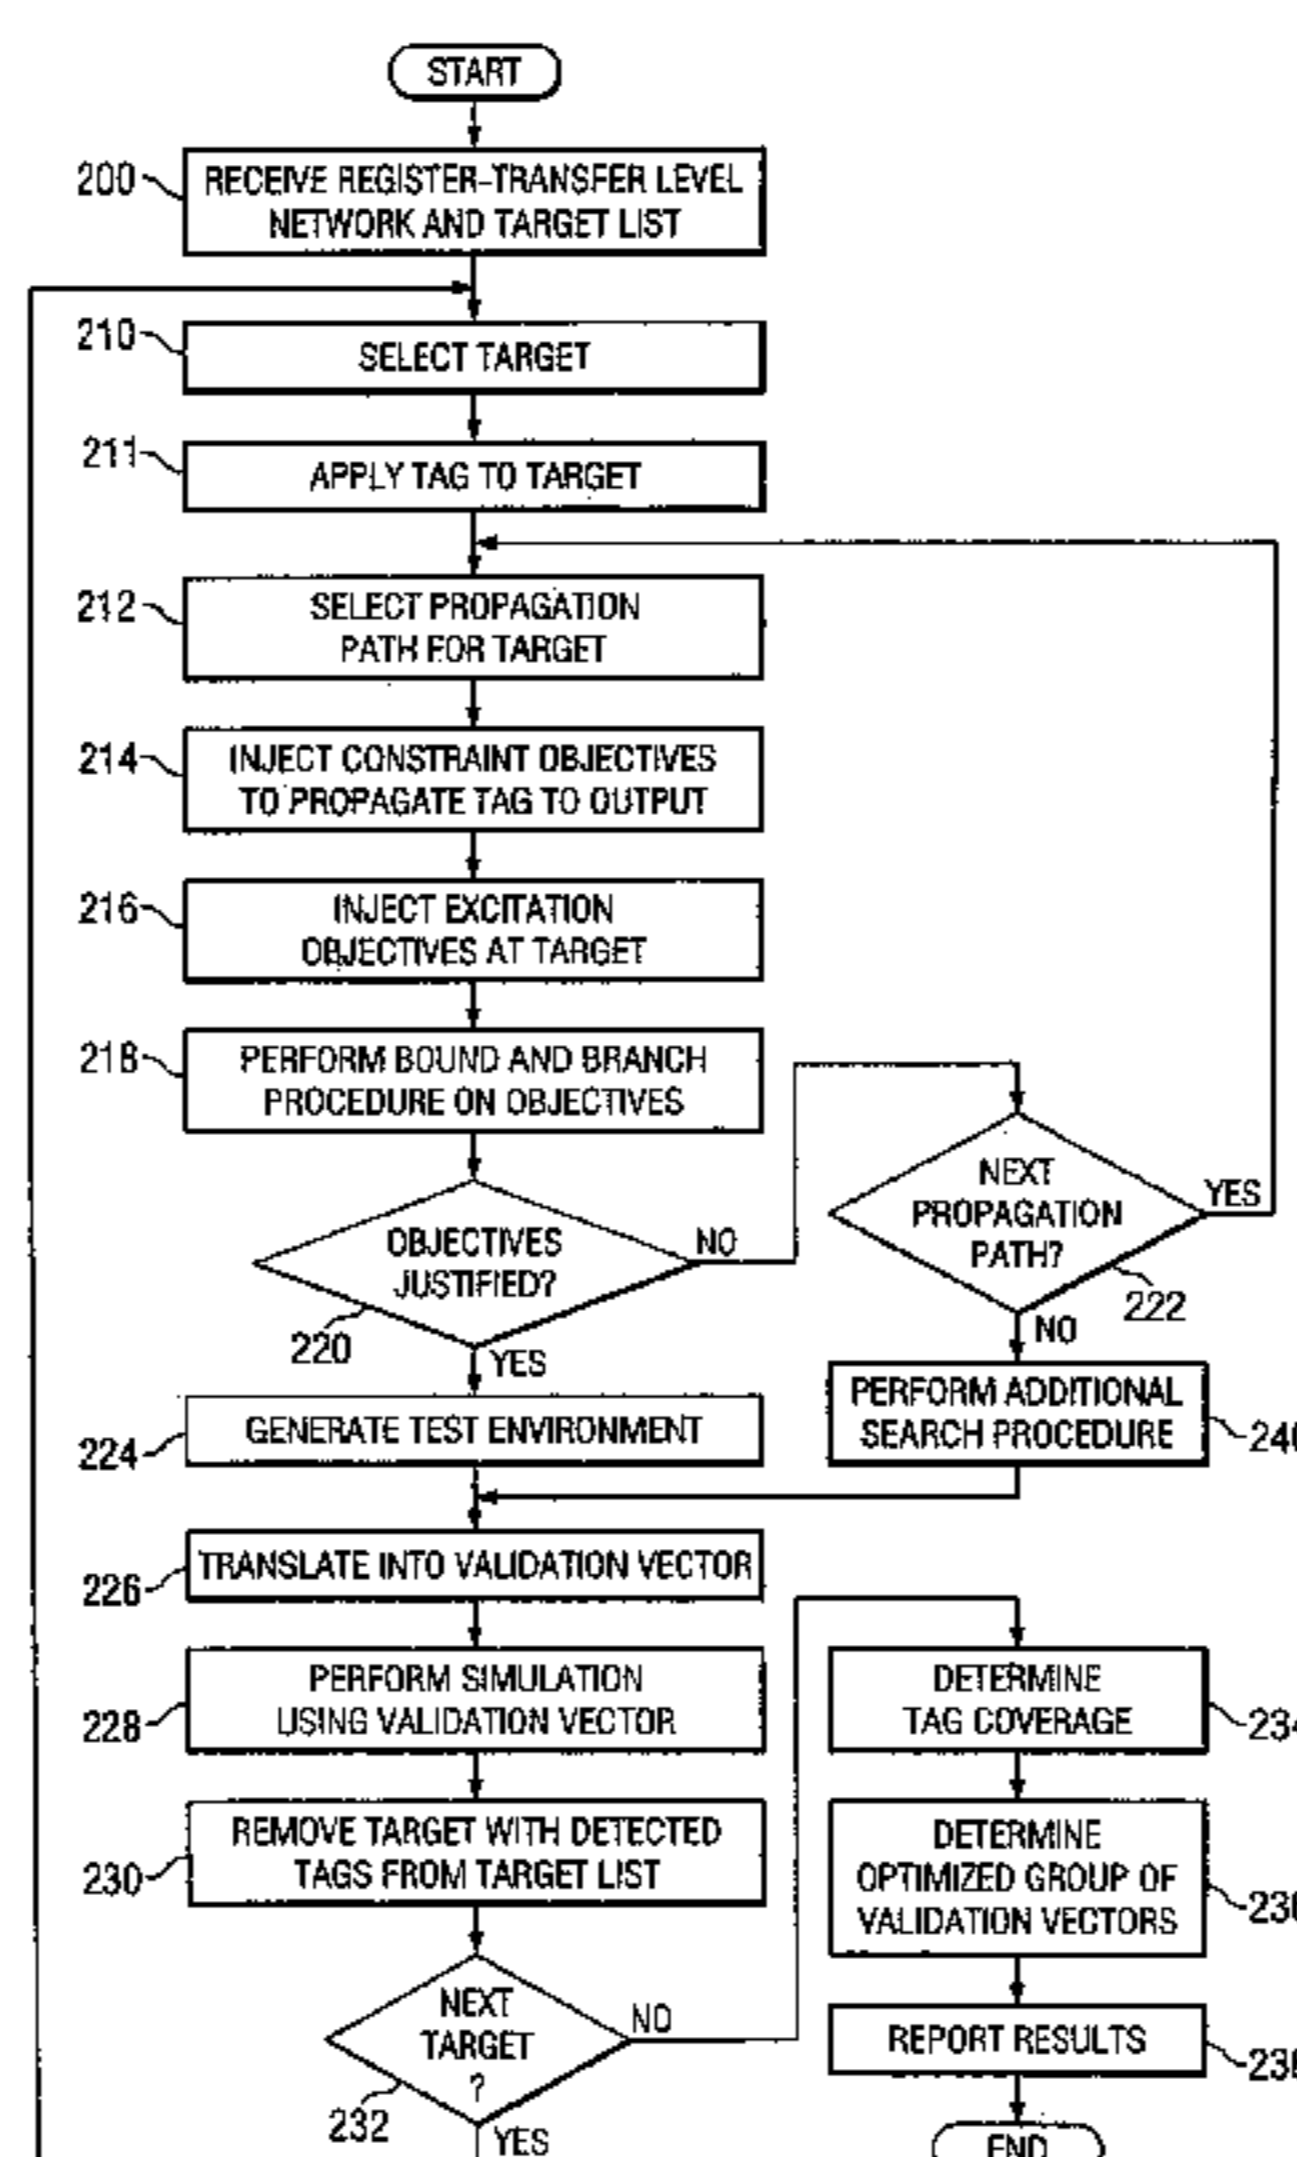 START
200
RECEIVE REGISTER-TRANSFER LEVEL
NETWORK AND TARGET LIST
210
SELECT TARGET
211
APPLY TAG TO TARGET
212
SELECT PROPAGATION
PATH FOR TARGET
214
INJECT CONSTRAINT OBJECTIVES
TO PROPAGATE TAG TO OUTPUT
216
INJECT EXCITATION
OBJECTIVES AT TARGET
218
PERFORM BOUND AND BRANCH
PROCEDURE ON OBJECTIVES
OBJECTIVES
JUSTIFIED?
NO
220
YES
NEXT
PROPAGATION
PATH?
YES
222
NO
224
GENERATE TEST ENVIRONMENT
PERFORM ADDITIONAL
SEARCH PROCEDURE
226
TRANSLATE INTO VALIDATION VECTOR
228
PERFORM SIMULATION
USING VALIDATION VECTOR
DETERMINE
TAG COVERAGE
230
REMOVE TARGET WITH DETECTED
TAGS FROM TARGET LIST
DETERMINE
OPTIMIZED GROUP OF
VALIDATION VECTORS
NEXT
TARGET
?
NO
232
YES
REPORT RESULTS
END